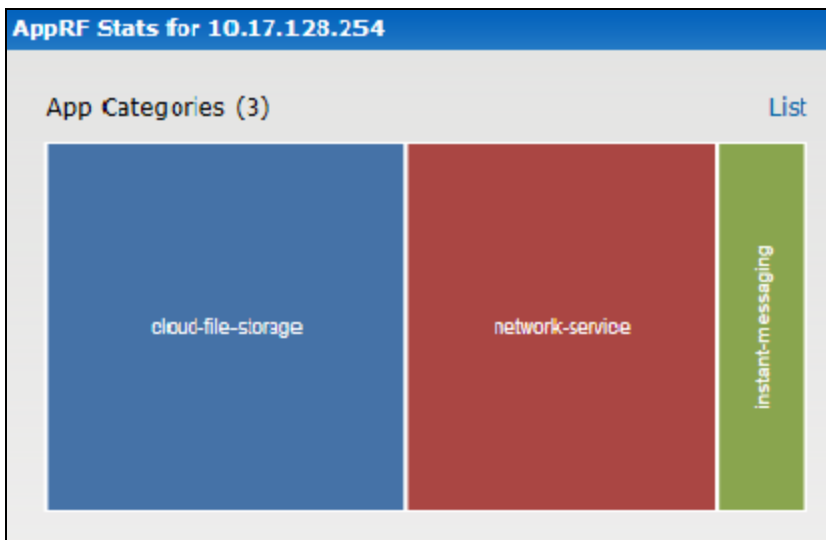 AppRF Stats for 10.17.128.254
App Categories (3)
List
cloud-file-storage
network-service
instant-messaging